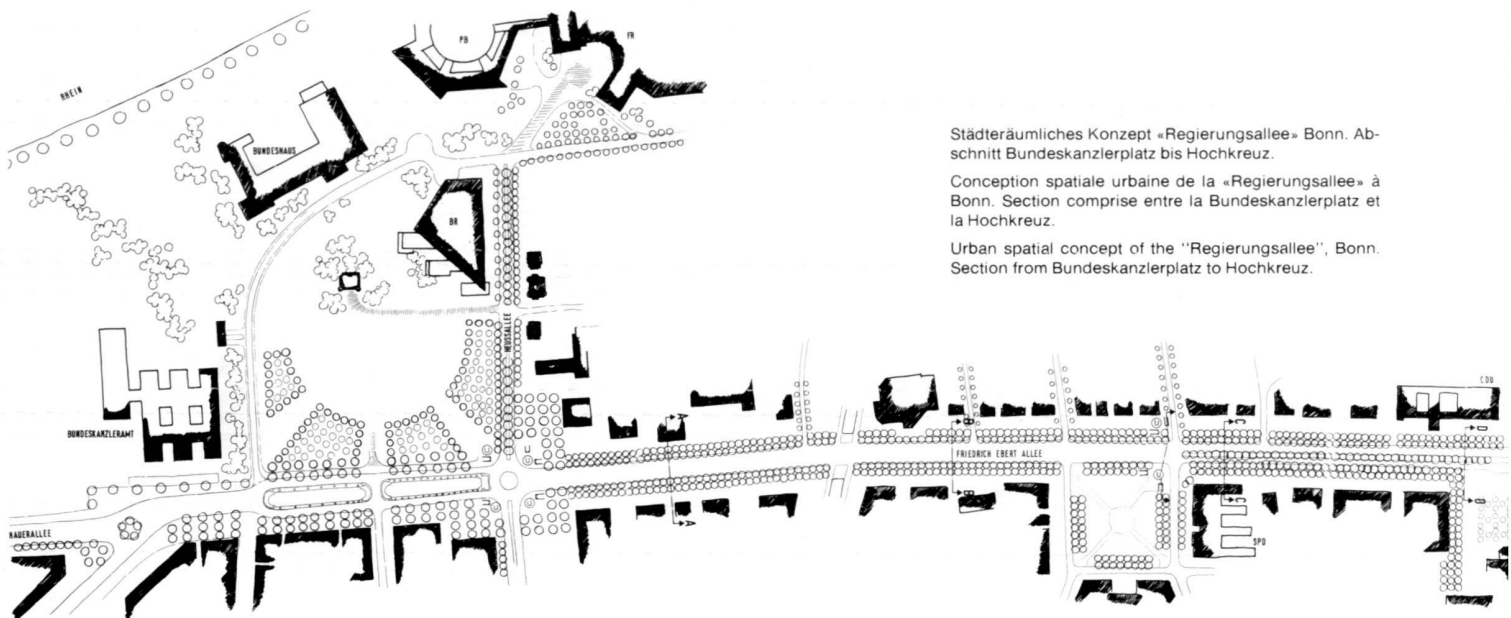 RHEIN
PB
FR
BUNDESHAUS
BR
HEUSSALLEE
BUNDESKANZLERAMT
NAUERALLEE
FRIEDRICH EBERT ALLEE
CDU
SPD
A
A
B
B
C
C
D
D
U
U
U
U
U
U
Städteräumliches Konzept «Regierungsallee» Bonn. Ab-
schnitt Bundeskanzlerplatz bis Hochkreuz.
Conception spatiale urbaine de la «Regierungsallee» à
Bonn. Section comprise entre la Bundeskanzlerplatz et
la Hochkreuz.
Urban spatial concept of the "Regierungsallee", Bonn.
Section from Bundeskanzlerplatz to Hochkreuz.